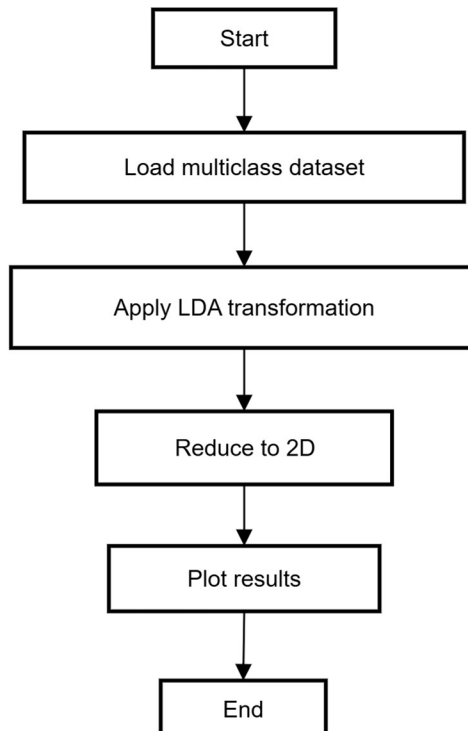 Start
Load multiclass dataset
Apply LDA transformation
Reduce to 2D
Plot results
End